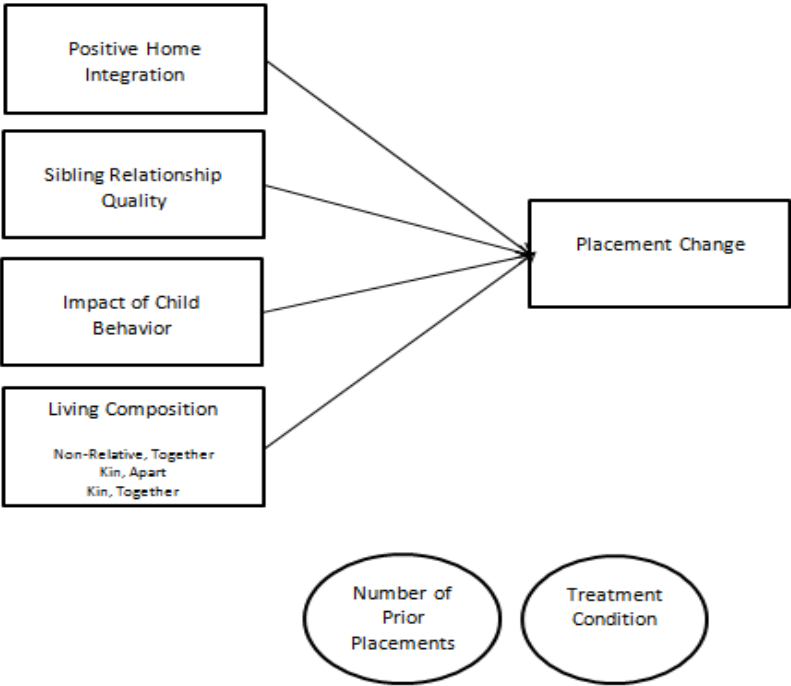 Positive Home
Integration
Sibling Relationship
Quality
Impact of Child
Behavior
Living Composition
Non-Relative, Together
Kin, Apart
Kin, Together
Placement Change
Number of
Prior
Placements
Treatment
Condition